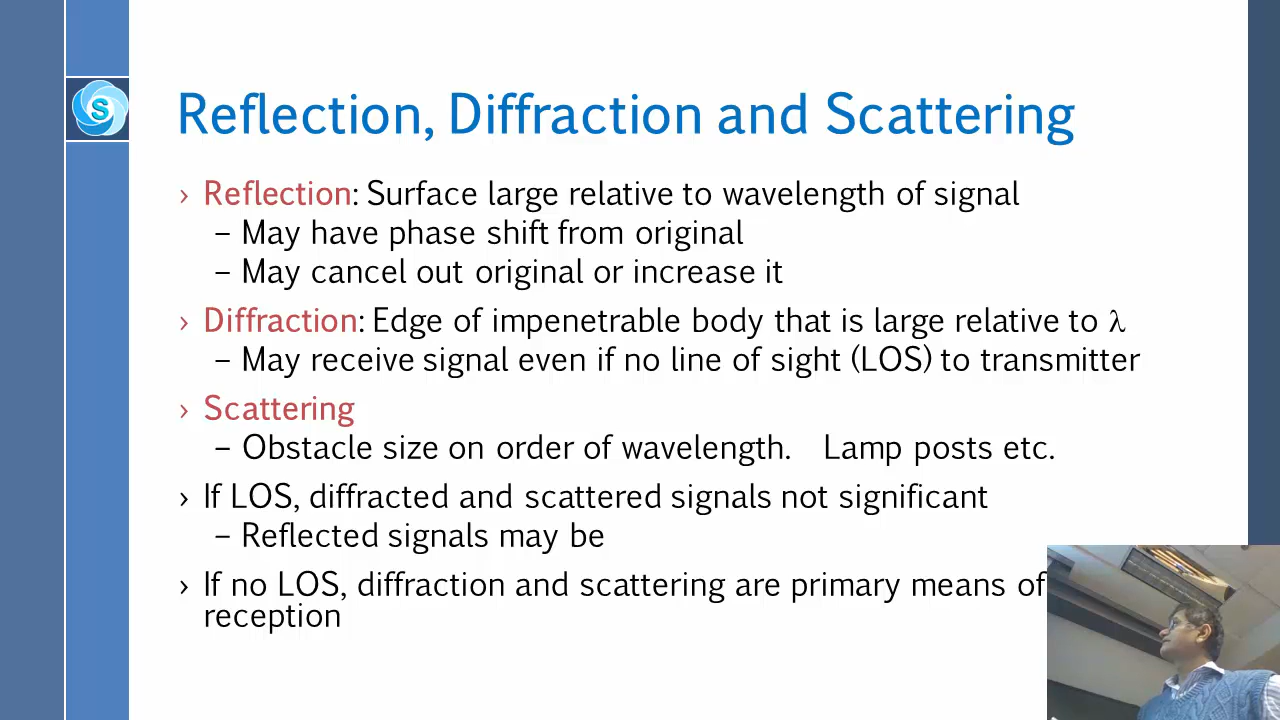 S
Reflection, Diffraction and Scattering
› Reflection: Surface large relative to wavelength of signal
– May have phase shift from original
– May cancel out original or increase it
› Diffraction: Edge of impenetrable body that is large relative to λ
– May receive signal even if no line of sight (LOS) to transmitter
› Scattering
– Obstacle size on order of wavelength. Lamp posts etc.
› If LOS, diffracted and scattered signals not significant
– Reflected signals may be
› If no LOS, diffraction and scattering are primary means of
reception